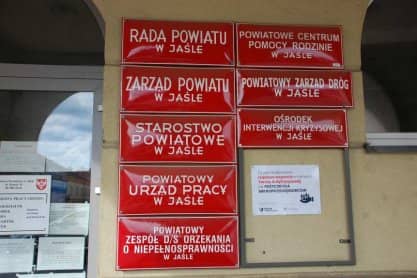 RADA POWIATU
W JAŚLE
ZARZĄD POWIATU
W JAŚLE
STAROSTWO
POWIATOWE
W JAŚLE
POWIATOWY
URZĄD PRACY
W JAŚLE
POWIATOWY
ZESPÓŁ D/S ORZEKANIA
O NIEPEŁNOSPRAWNOŚCI
W JAŚLE
POWIATOWE CENTRUM
POMOCY RODZINIE
W JAŚLE
POWIATOWY ZARZĄD DRÓG
W JAŚLE
OŚRODEK
INTERWENCJI KRYZYSOWEJ
W JAŚLE